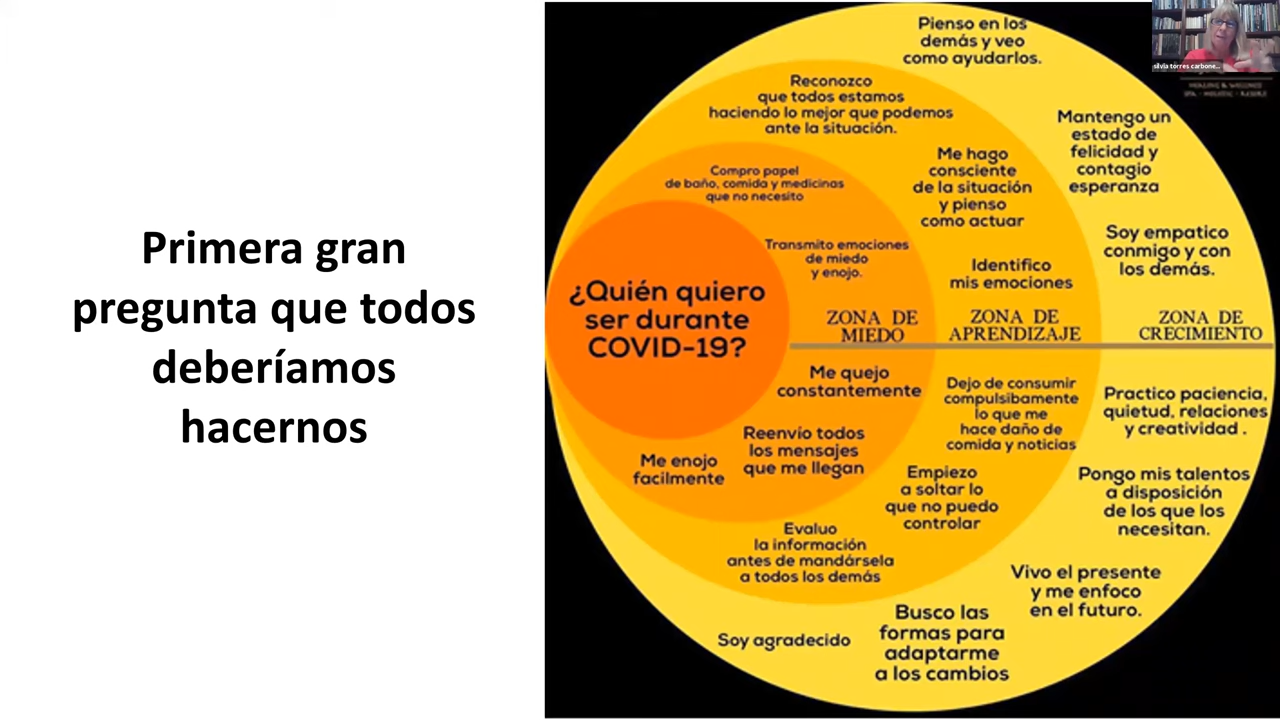 Primera gran
pregunta que todos
deberíamos
hacernos
Pienso en los
demás y veo
como ayudarlos.
Reconozco
que todos estamos
haciendo lo mejor que podemos
ante la situación.
Mantengo un
estado de
felicidad y
contagio
esperanza
Me hago
consciente
de la situación
y pienso
como actuar
Compro papel
de baño, comida y medicinas
que no necesito
Transmito emociones
de miedo
y enojo.
Soy empatico
conmigo y con
los demás.
Identifico
mis emociones
¿Quién quiero
ser durante
COVID-19?
ZONA DE
MIEDO
ZONA DE
APRENDIZAJE
ZONA DE
CRECIMIENTO
Me quejo
constantemente
Dejo de consumir
compulsibamente
lo que me
hace daño de
comida y noticias
Practico paciencia,
quietud, relaciones
y creatividad .
Reenvío todos
los mensajes
que me llegan
Me enojo
facilmente
Empiezo
a soltar lo
que no puedo
controlar
Pongo mis talentos
a disposición
de los que los
necesitan.
Evaluo
la información
antes de mandársela
a todos los demás
Vivo el presente
y me enfoco
en el futuro.
Soy agradecido
Busco las
formas para
adaptarme
a los cambios
silvia torres carbone...